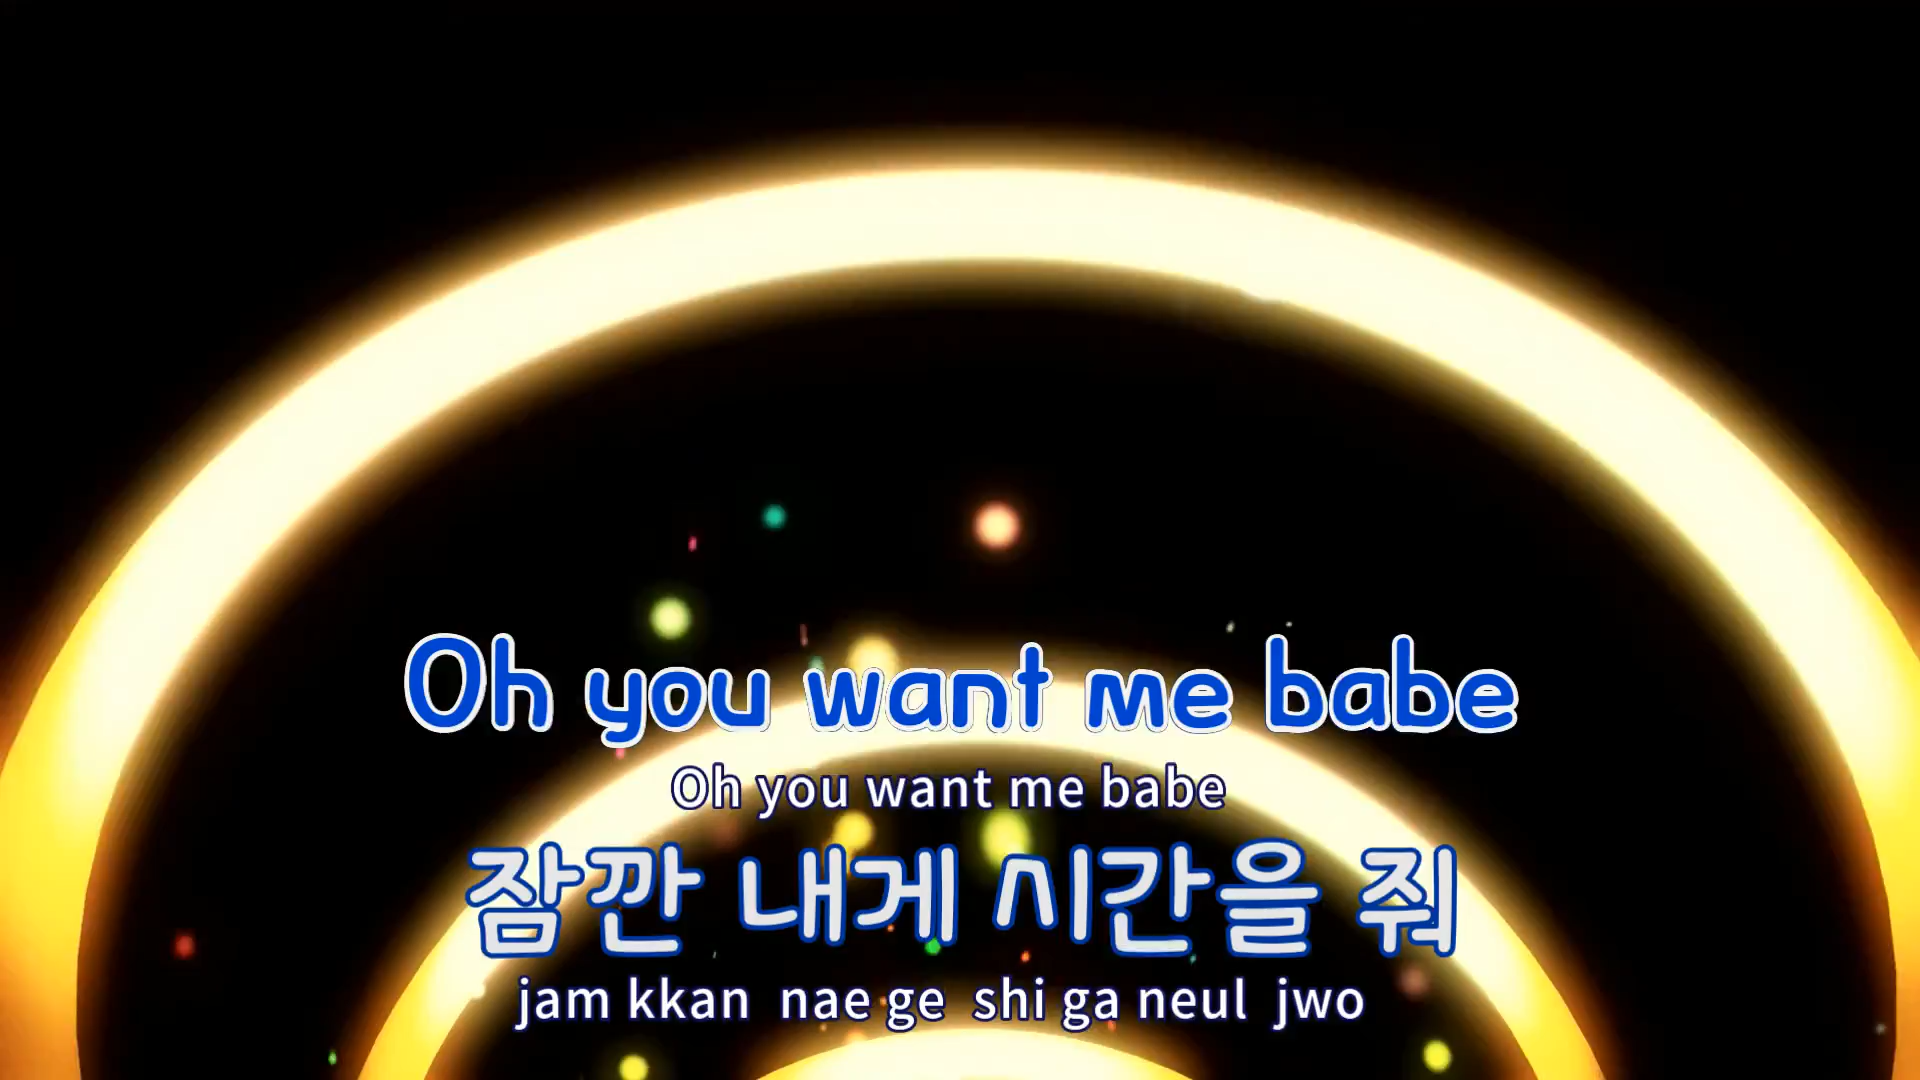 Oh you want me babe
Oh you want me babe
잠깐 내게 시간을 줘
jam kkan nae ge shi ga neul jwo